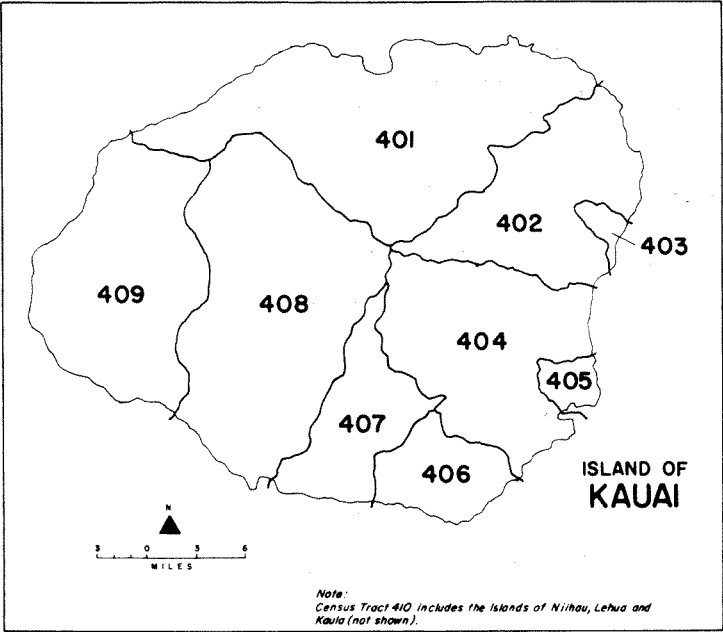 401
402
403
409
408
404
405
407
406
ISLAND OF
KAUAI
N
3 0 3 6
MILES
Note:
Census Tract 410 includes the Islands of Niihau, Lehua and
Kaula (not shown).